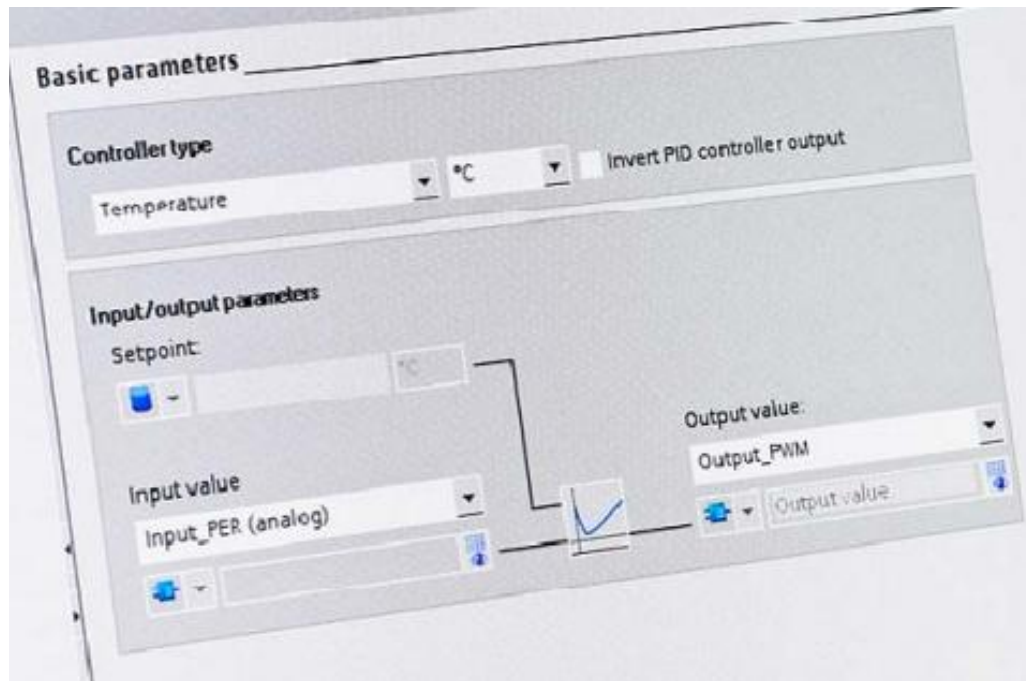 Basic parameters
Controller type
Temperature
°C
Invert PID controller output
Input/output parameters
Setpoint:
°C
Output value:
Output_PWM
Output value
Input value
Input_PER (analog)